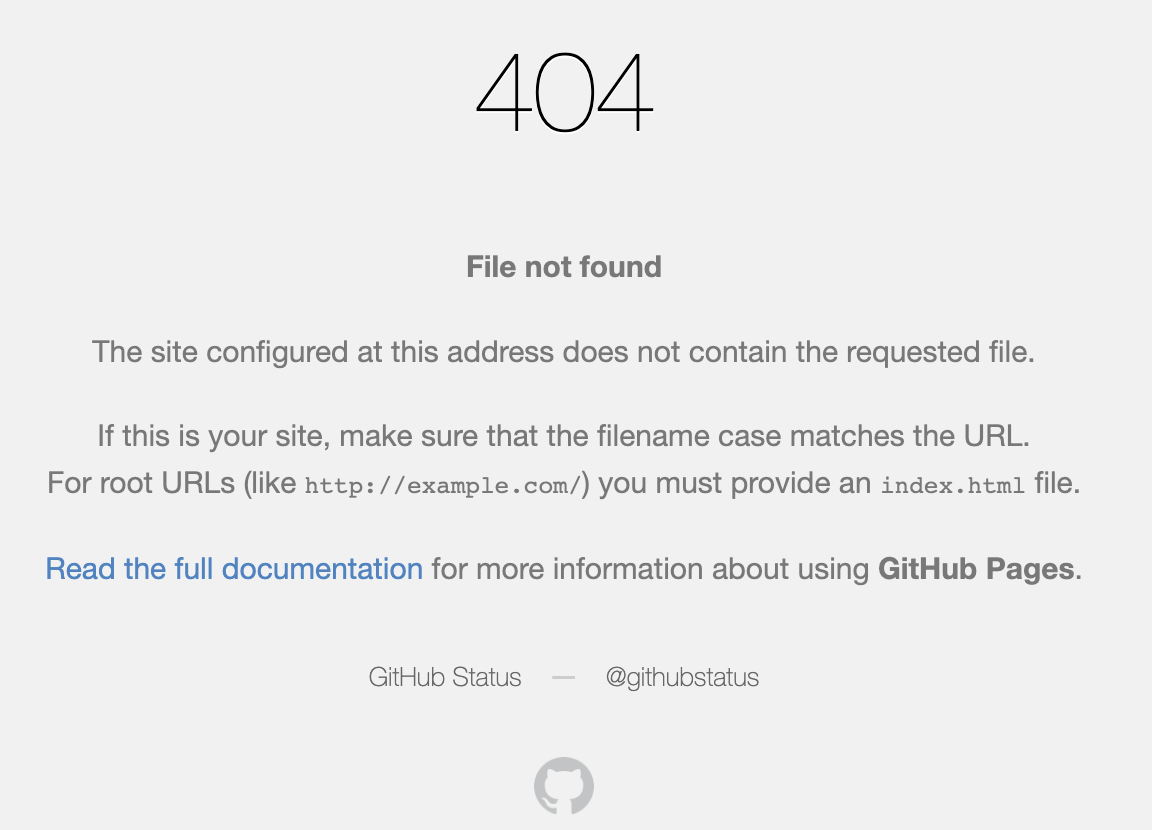 404
File not found
The site configured at this address does not contain the requested file.
If this is your site, make sure that the filename case matches the URL.
For root URLs (like http://example.com/) you must provide an index.html file.
Read the full documentation for more information about using GitHub Pages.
GitHub Status — @githubstatus